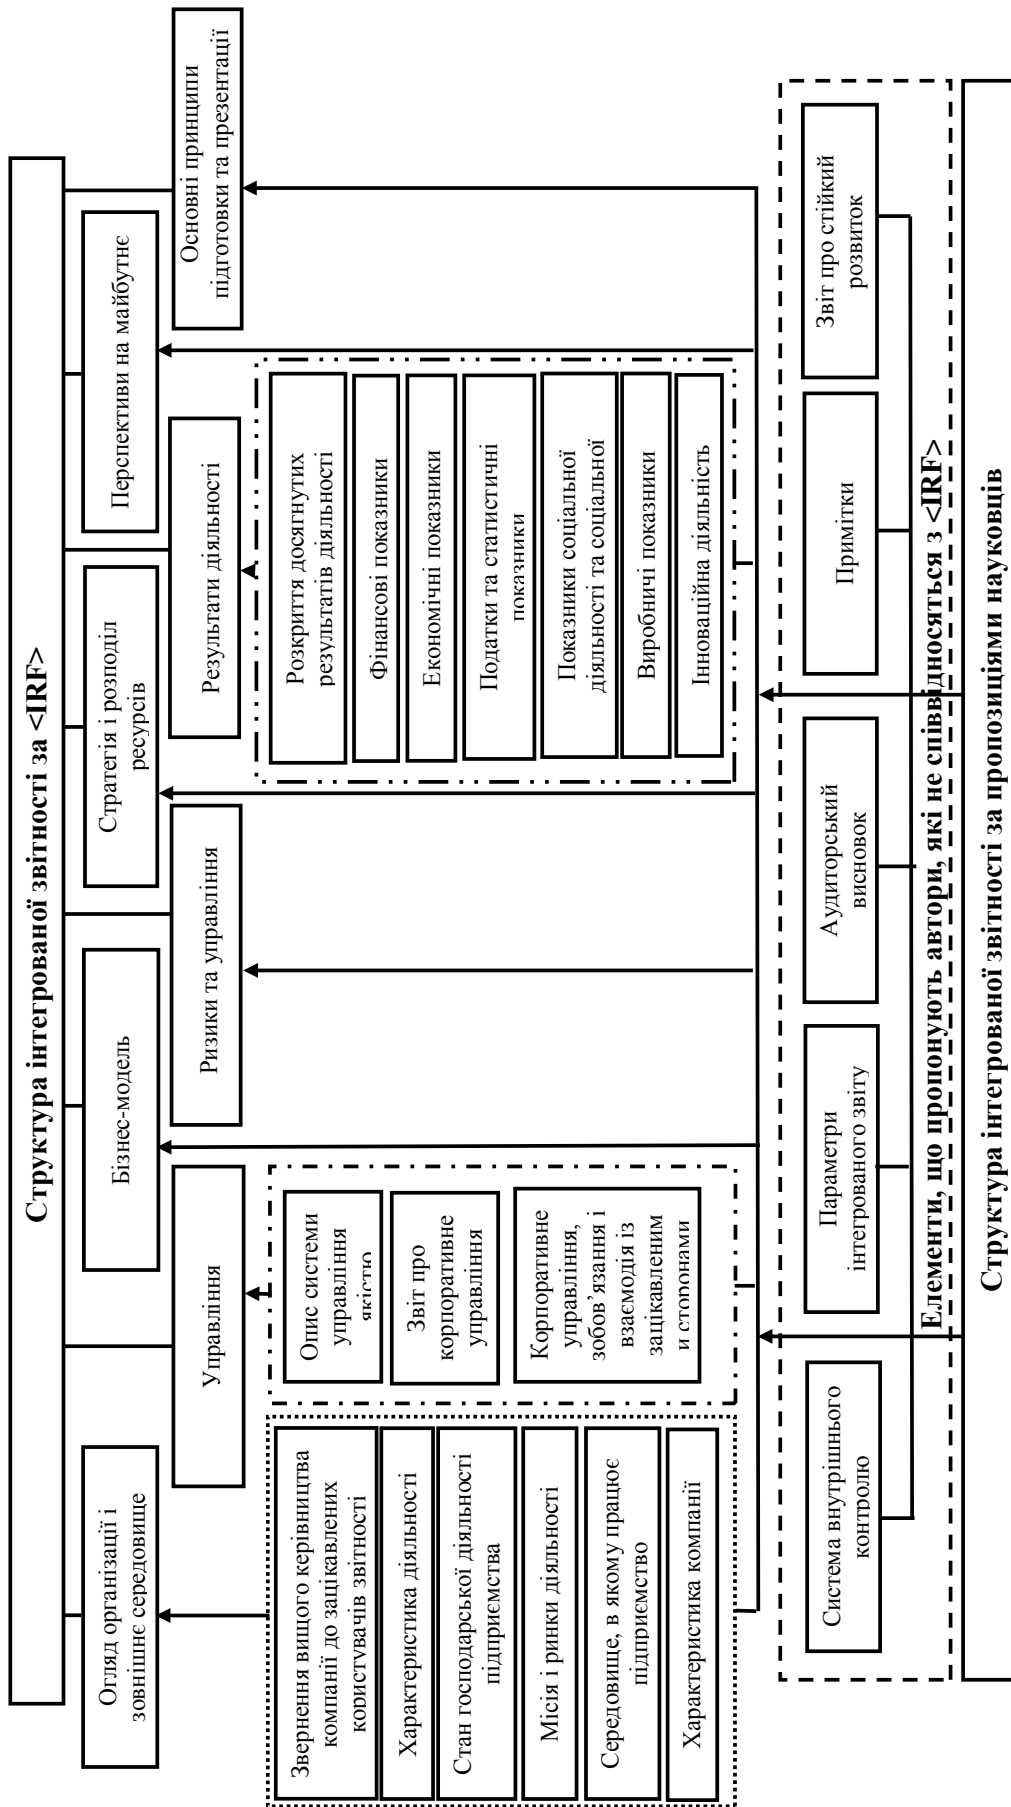 Структура інтегрованої звітності за <IRF>
Огляд організації і
зовнішнє середовище
Бізнес-модель
Стратегія і розподіл
ресурсів
Перспективи на майбутнє
Управління
Ризики та управління
Результати діяльності
Основні принципи
підготовки та презентації
Звернення вищого керівництва
компанії до зацікавлених
користувачів звітності
Характеристика діяльності
Стан господарської діяльності
підприємства
Місія і ринки діяльності
Середовище, в якому працює
підприємство
Характеристика компанії
Опис системи
управління
якістю
Звіт про
корпоративне
управління
Корпоративне
управління,
зобов’язання і
взаємодія із
зацікавленим
и сторонами
Розкриття досягнутих
результатів діяльності
Фінансові показники
Економічні показники
Податки та статистичні
показники
Показники соціальної
діяльності та соціальної
Виробничі показники
Інноваційна діяльність
Система внутрішнього
контролю
Параметри
інтегрованого звіту
Аудиторський
висновок
Примітки
Звіт про стійкий
розвиток
Елементи, що пропонують автори, які не співвідносяться з <IRF>
Структура інтегрованої звітності за пропозиціями науковців